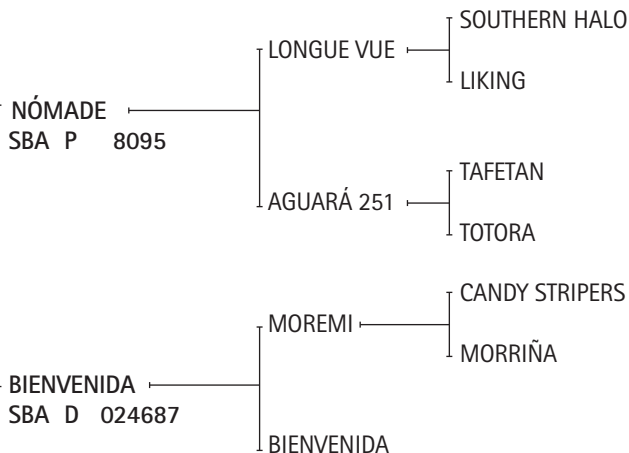 SOUTHERN HALO
LONGUE VUE
LIKING
NÓMADE
SBA P 8095
TAFETAN
AGUARÁ 251
TOTORA
CANDY STRIPERS
MOREMI
MORRIÑA
BIENVENIDA
SBA D 024687
BIENVENIDA